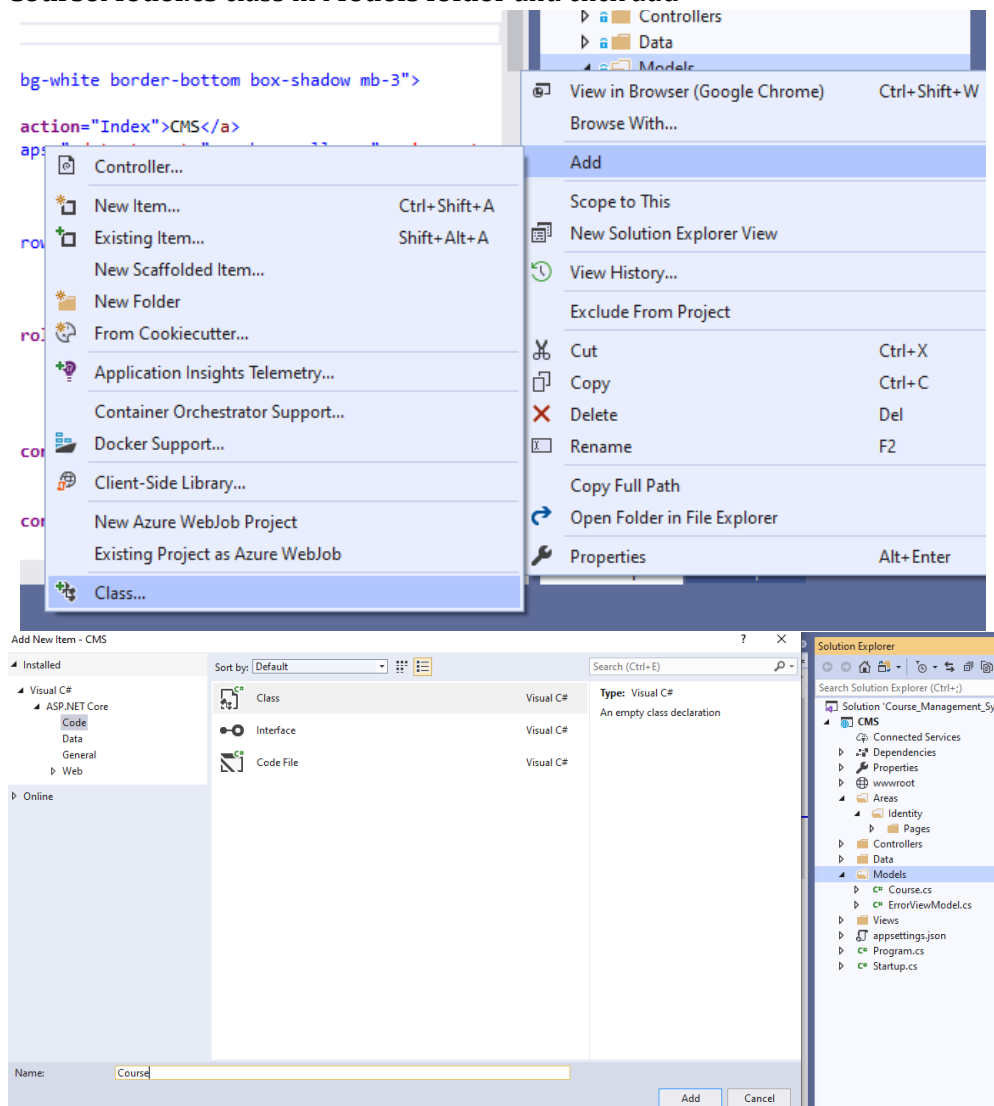 Controllers
Data
Models
bg-white border-bottom box-shadow mb-3">
action="Index">CMS</a>
View in Browser (Google Chrome) Ctrl+Shift+W
Browse With...
Add
Scope to This
New Solution Explorer View
View History...
Exclude From Project
Cut Ctrl+X
Copy Ctrl+C
Delete Del
Rename F2
Copy Full Path
Open Folder in File Explorer
Properties Alt+Enter
Controller...
New Item... Ctrl+Shift+A
Existing Item... Shift+Alt+A
New Scaffolded Item...
New Folder
From Cookiecutter...
Application Insights Telemetry...
Container Orchestrator Support...
Docker Support...
Client-Side Library...
New Azure WebJob Project
Existing Project as Azure WebJob
Class...
Add New Item - CMS
Installed
Visual C#
ASP.NET Core
Code
Data
General
Web
Online
Sort by: Default
Search (Ctrl+E)
Class Visual C#
Interface Visual C#
Code File Visual C#
Type: Visual C#
An empty class declaration
Name: Course
Add Cancel
Solution Explorer
Search Solution Explorer (Ctrl+;)
Solution 'Course_Management_Sy
CMS
Connected Services
Dependencies
Properties
wwwroot
Areas
Identity
Pages
Controllers
Data
Models
C# Course.cs
C# ErrorViewModel.cs
Views
appsettings.json
C# Program.cs
C# Startup.cs